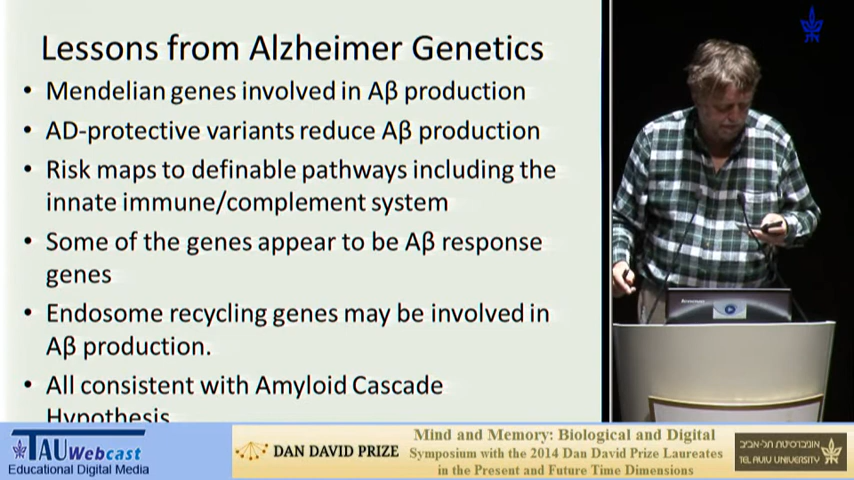 Lessons from Alzheimer Genetics
• Mendelian genes involved in Aβ production
• AD-protective variants reduce Aβ production
• Risk maps to definable pathways including the
innate immune/complement system
• Some of the genes appear to be Aβ response
genes
• Endosome recycling genes may be involved in
Aβ production.
• All consistent with Amyloid Cascade
Hypothesis
TAU Webcast
Educational Digital Media
DAN DAVID PRIZE
Mind and Memory: Biological and Digital
Symposium with the 2014 Dan David Prize Laureates
in the Present and Future Time Dimensions
אוניברסיטת תל-אביב
TEL AVIV UNIVERSITY
lenovo